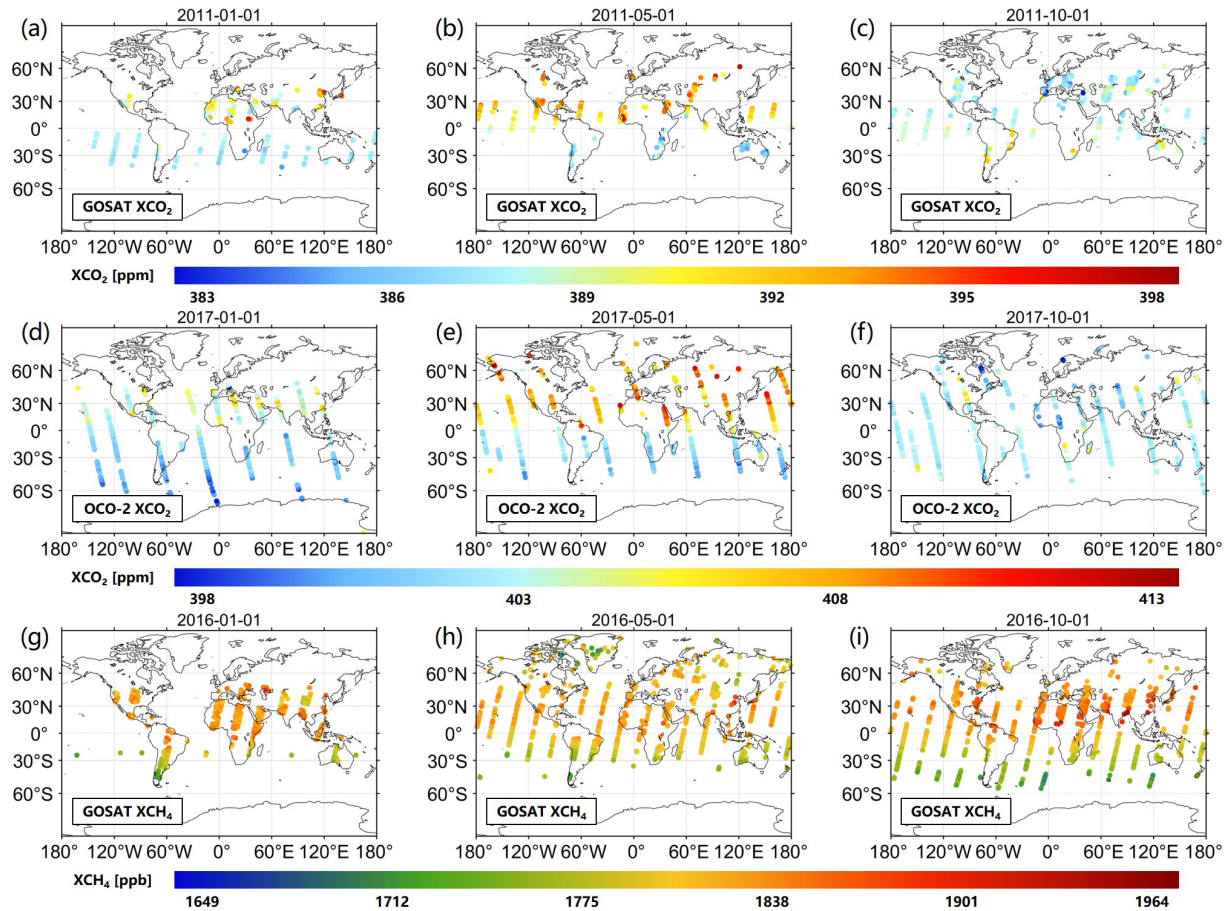 2011-01-01 2011-05-01 2011-10-01
(a) (b) (c)
60°N
30°N
0°
30°S
60°S
GOSAT XCO₂ GOSAT XCO₂ GOSAT XCO₂
180° 120°W 60°W 0° 60°E 120°E 180° 180° 120°W 60°W 0° 60°E 120°E 180° 180° 120°W 60°W 0° 60°E 120°E 180°
XCO₂ [ppm]
383 386 389 392 395 398
2017-01-01 2017-05-01 2017-10-01
(d) (e) (f)
60°N
30°N
0°
30°S
60°S
OCO-2 XCO₂ OCO-2 XCO₂ OCO-2 XCO₂
180° 120°W 60°W 0° 60°E 120°E 180° 180° 120°W 60°W 0° 60°E 120°E 180° 180° 120°W 60°W 0° 60°E 120°E 180°
XCO₂ [ppm]
398 403 408 413
2016-01-01 2016-05-01 2016-10-01
(g) (h) (i)
60°N
30°N
0°
30°S
60°S
GOSAT XCH₄ GOSAT XCH₄ GOSAT XCH₄
180° 120°W 60°W 0° 60°E 120°E 180° 180° 120°W 60°W 0° 60°E 120°E 180° 180° 120°W 60°W 0° 60°E 120°E 180°
XCH₄ [ppb]
1649 1712 1775 1838 1901 1964